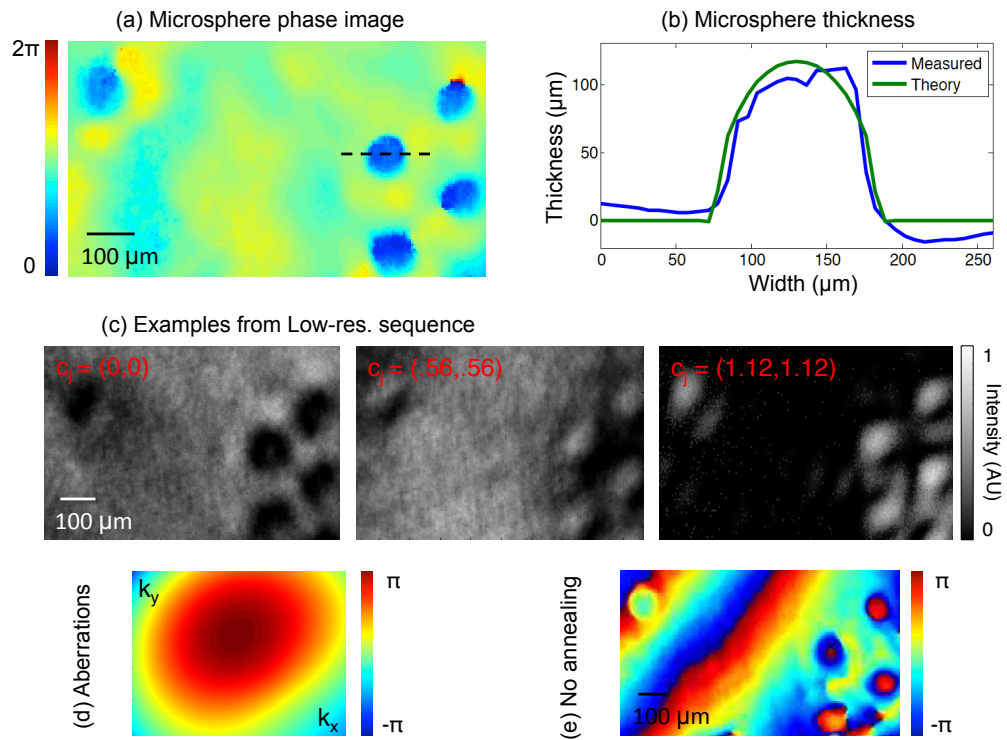 (a) Microsphere phase image
2π
0
100 μm
(b) Microsphere thickness
Thickness (μm)
100
50
0
Measured
Theory
0
50
100
150
200
250
Width (μm)
(c) Examples from Low-res. sequence
cj = (0,0)
100 μm
cj = (.56,.56)
cj = (1.12,1.12)
1
0
Intensity (AU)
(d) Aberrations
ky
kx
π
-π
(e) No annealing
100 μm
π
-π